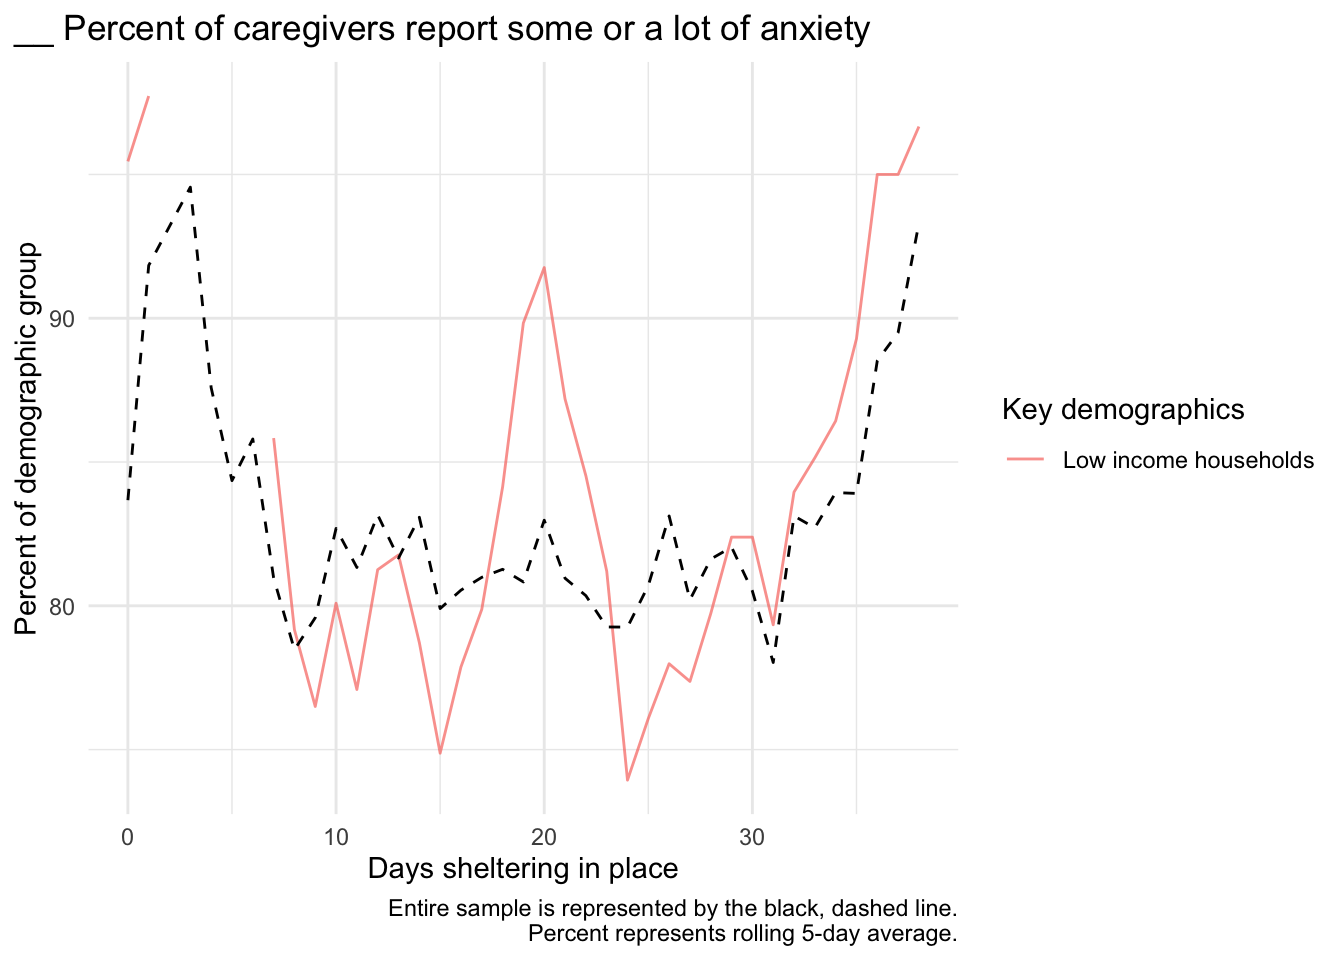 __ Percent of caregivers report some or a lot of anxiety
Percent of demographic group
90
80
0 10 20 30
Days sheltering in place
Key demographics
Low income households
Entire sample is represented by the black, dashed line.
Percent represents rolling 5-day average.